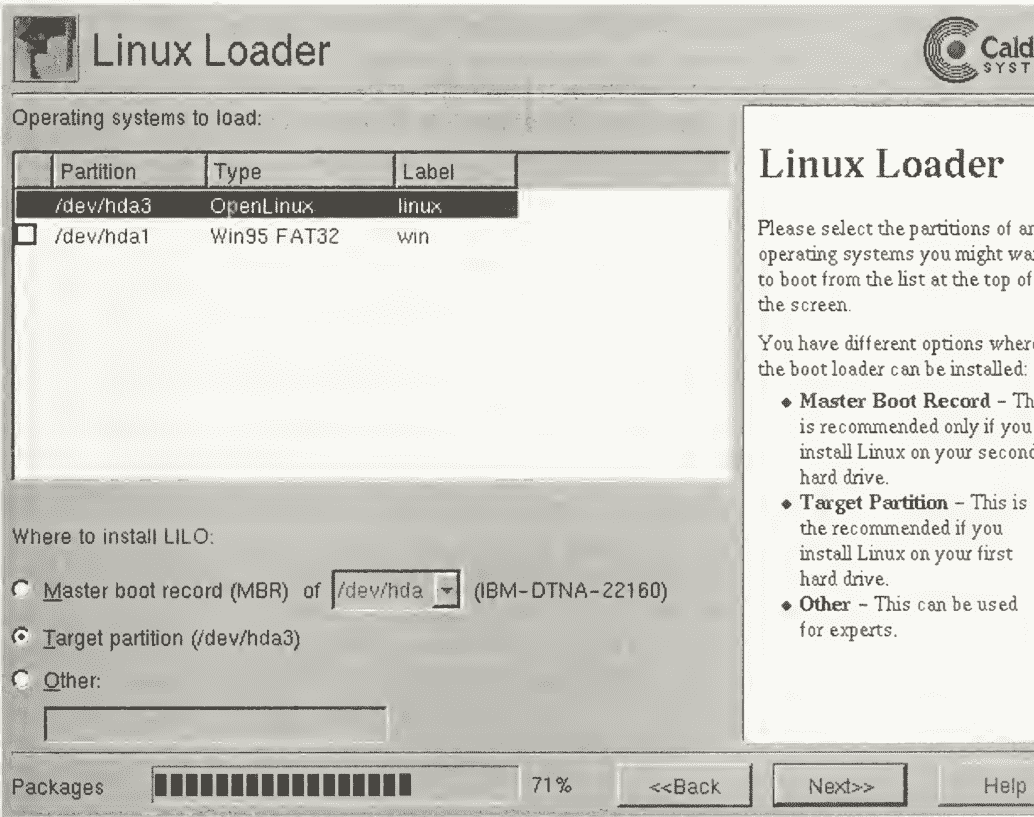 Linux Loader
Cald
SYST
Operating systems to load:
Partition Type Label
/dev/hda3 OpenLinux linux
/dev/hda1 Win95 FAT32 win
Where to install LILO:
Master boot record (MBR) of /dev/hda (IBM-DTNA-22160)
Target partition (/dev/hda3)
Other:
Linux Loader
Please select the partitions of
operating systems you might
to boot from the list at the top of
the screen.
You have different options where
the boot loader can be installed:
Master Boot Record - Th
is recommended only if you
install Linux on your second
hard drive.
Target Partition - This is
the recommended if you
install Linux on your first
hard drive.
Other - This can be used
for experts.
Packages 71% <<Back Next>> Help